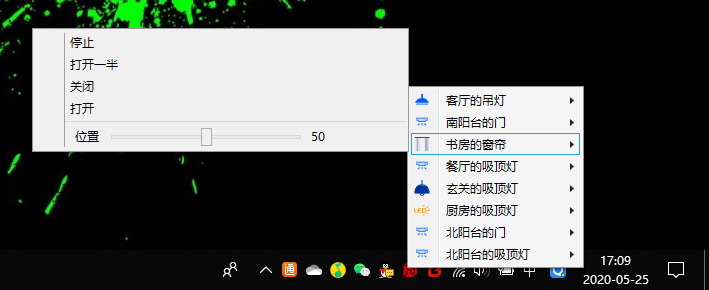 停止
打开一半
关闭
打开
位置 50
客厅的吊灯
南阳台的门
书房的窗帘
餐厅的吸顶灯
玄关的吸顶灯
LED 厨房的吸顶灯
北阳台的门
北阳台的吸顶灯
中
17:09
2020-05-25